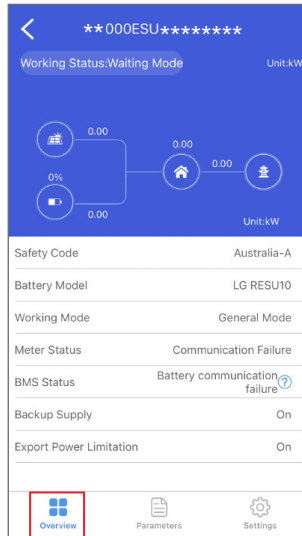 **000ESU********
Working Status:Waiting Mode
Unit:kW
0.00
0.00
0%
0.00
0.00
Unit:kW
Safety Code Australia-A
Battery Model LG RESU10
Working Mode General Mode
Meter Status Communication Failure
BMS Status Battery communication
failure ?
Backup Supply On
Export Power Limitation On
Overview Parameters Settings